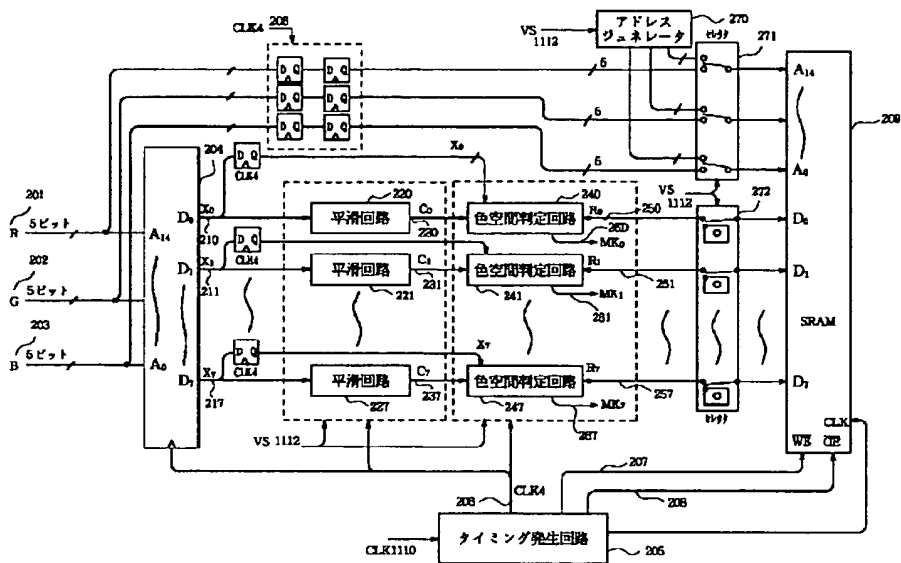 CLK4 206
VS 1112
アドレス
ジェネレータ
270
セレクタ 271
D Q D Q
D Q D Q
D Q D Q
5
5
5
A14
A0
209
204
D Q
CLK4
X0
201
R 5ビット
202
G 5ビット
203
B 5ビット
A14
A0
D0
D1
D7
X0
210
X1
211
X7
217
D Q
CLK4
D Q
CLK4
220
平滑回路
C0
230
平滑回路
221
C1
231
平滑回路
227
C7
237
240
色空間判定回路
R0 250
MK0
色空間判定回路
241
R1
251
MK1
281
X7
色空間判定回路
247
R7
257
MK7
287
VS
1112
272
セレクタ
D0
D1
D7
SRAM
CLK
WE OE
VS 1112
207
208
CLK4
CLK1110
タイミング発生回路
205